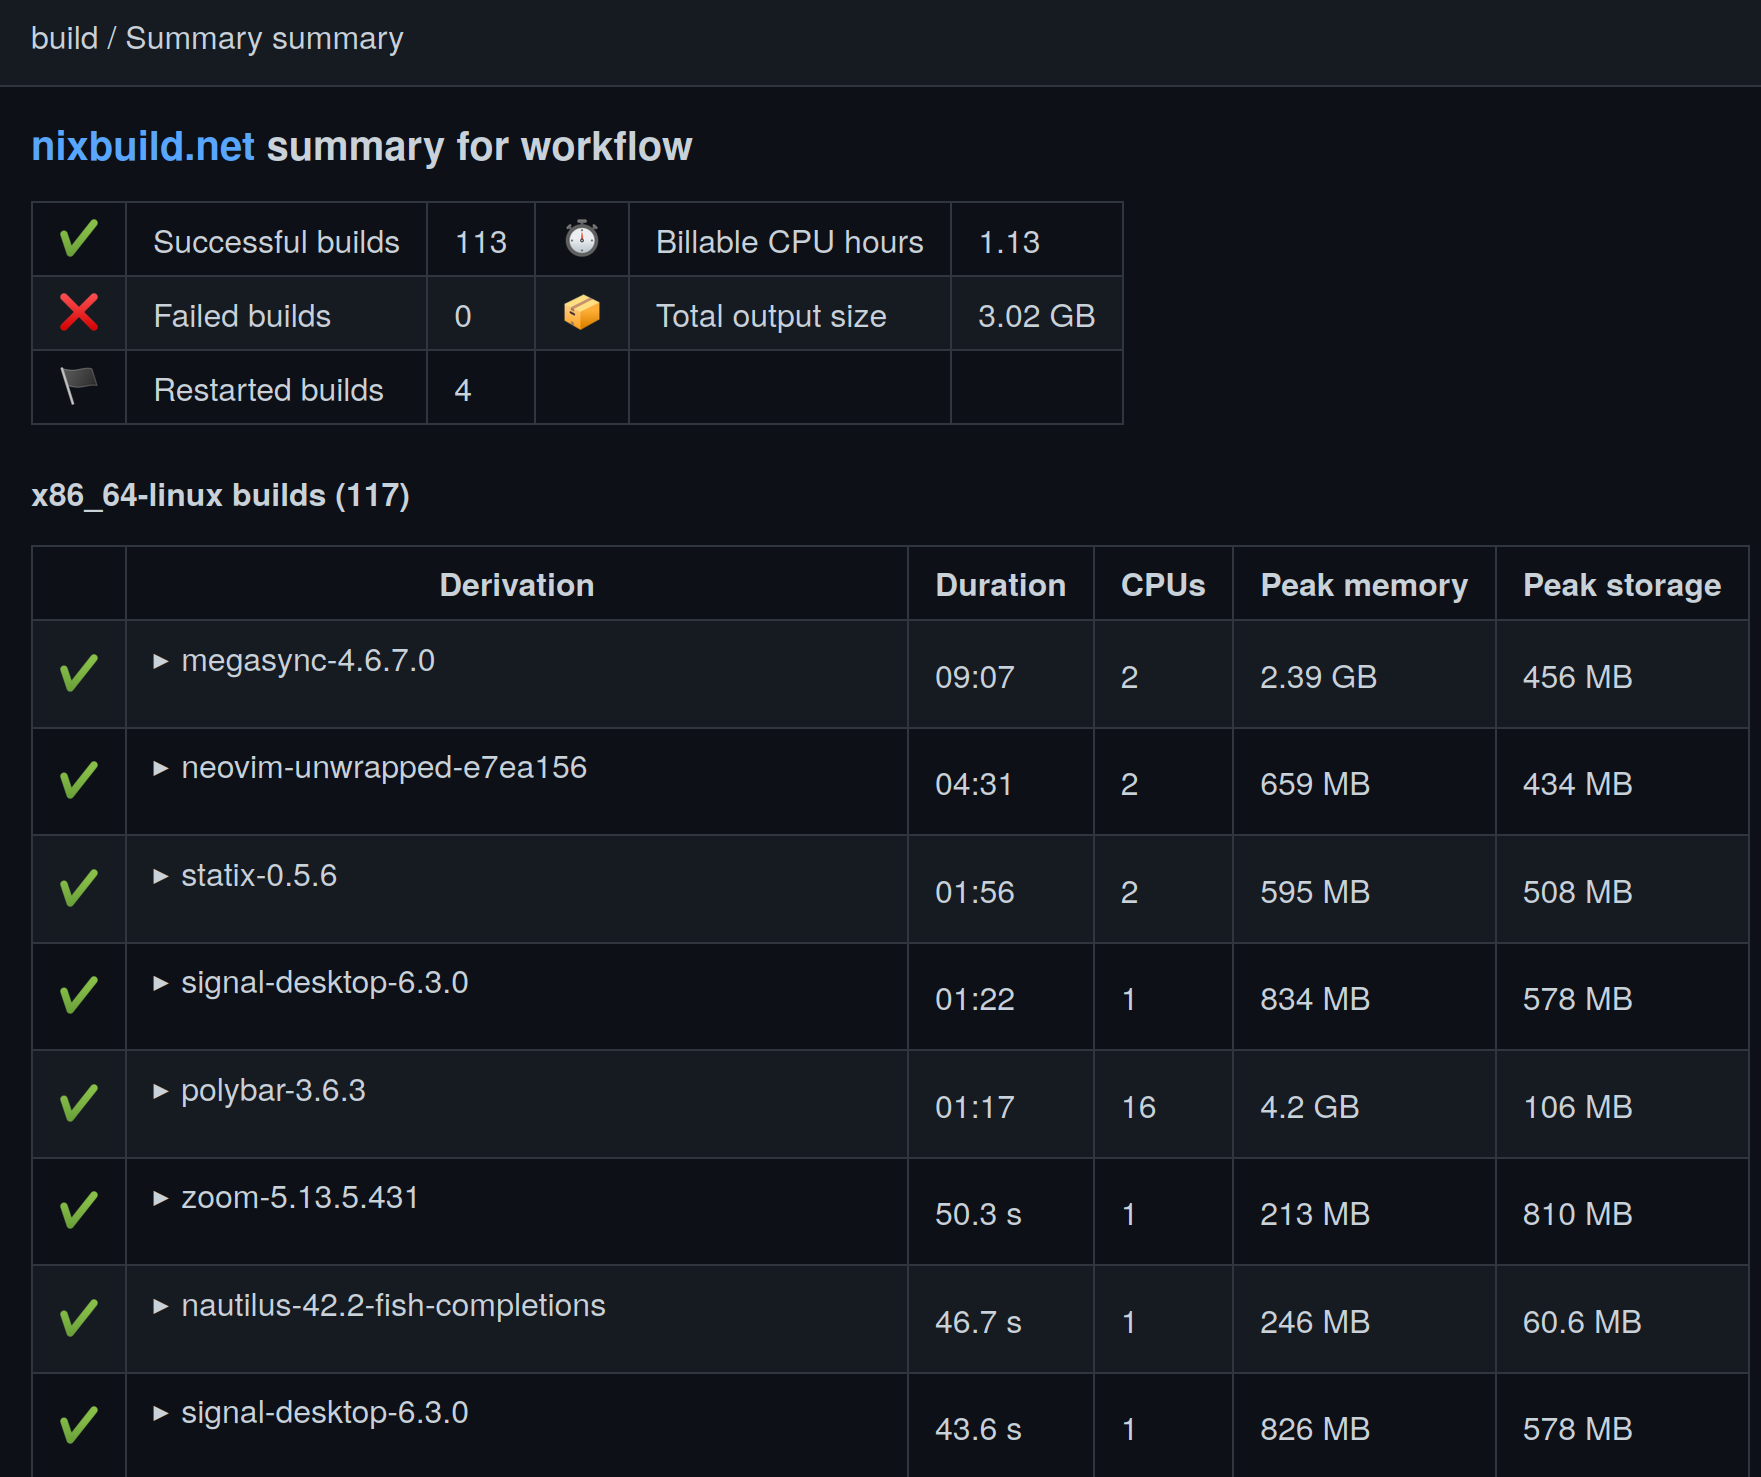 build / Summary summary
nixbuild.net summary for workflow
Successful builds 113 Billable CPU hours 1.13
Failed builds 0 Total output size 3.02 GB
Restarted builds 4
x86_64-linux builds (117)
Derivation Duration CPUs Peak memory Peak storage
megasync-4.6.7.0 09:07 2 2.39 GB 456 MB
neovim-unwrapped-e7ea156 04:31 2 659 MB 434 MB
statix-0.5.6 01:56 2 595 MB 508 MB
signal-desktop-6.3.0 01:22 1 834 MB 578 MB
polybar-3.6.3 01:17 16 4.2 GB 106 MB
zoom-5.13.5.431 50.3 s 1 213 MB 810 MB
nautilus-42.2-fish-completions 46.7 s 1 246 MB 60.6 MB
signal-desktop-6.3.0 43.6 s 1 826 MB 578 MB